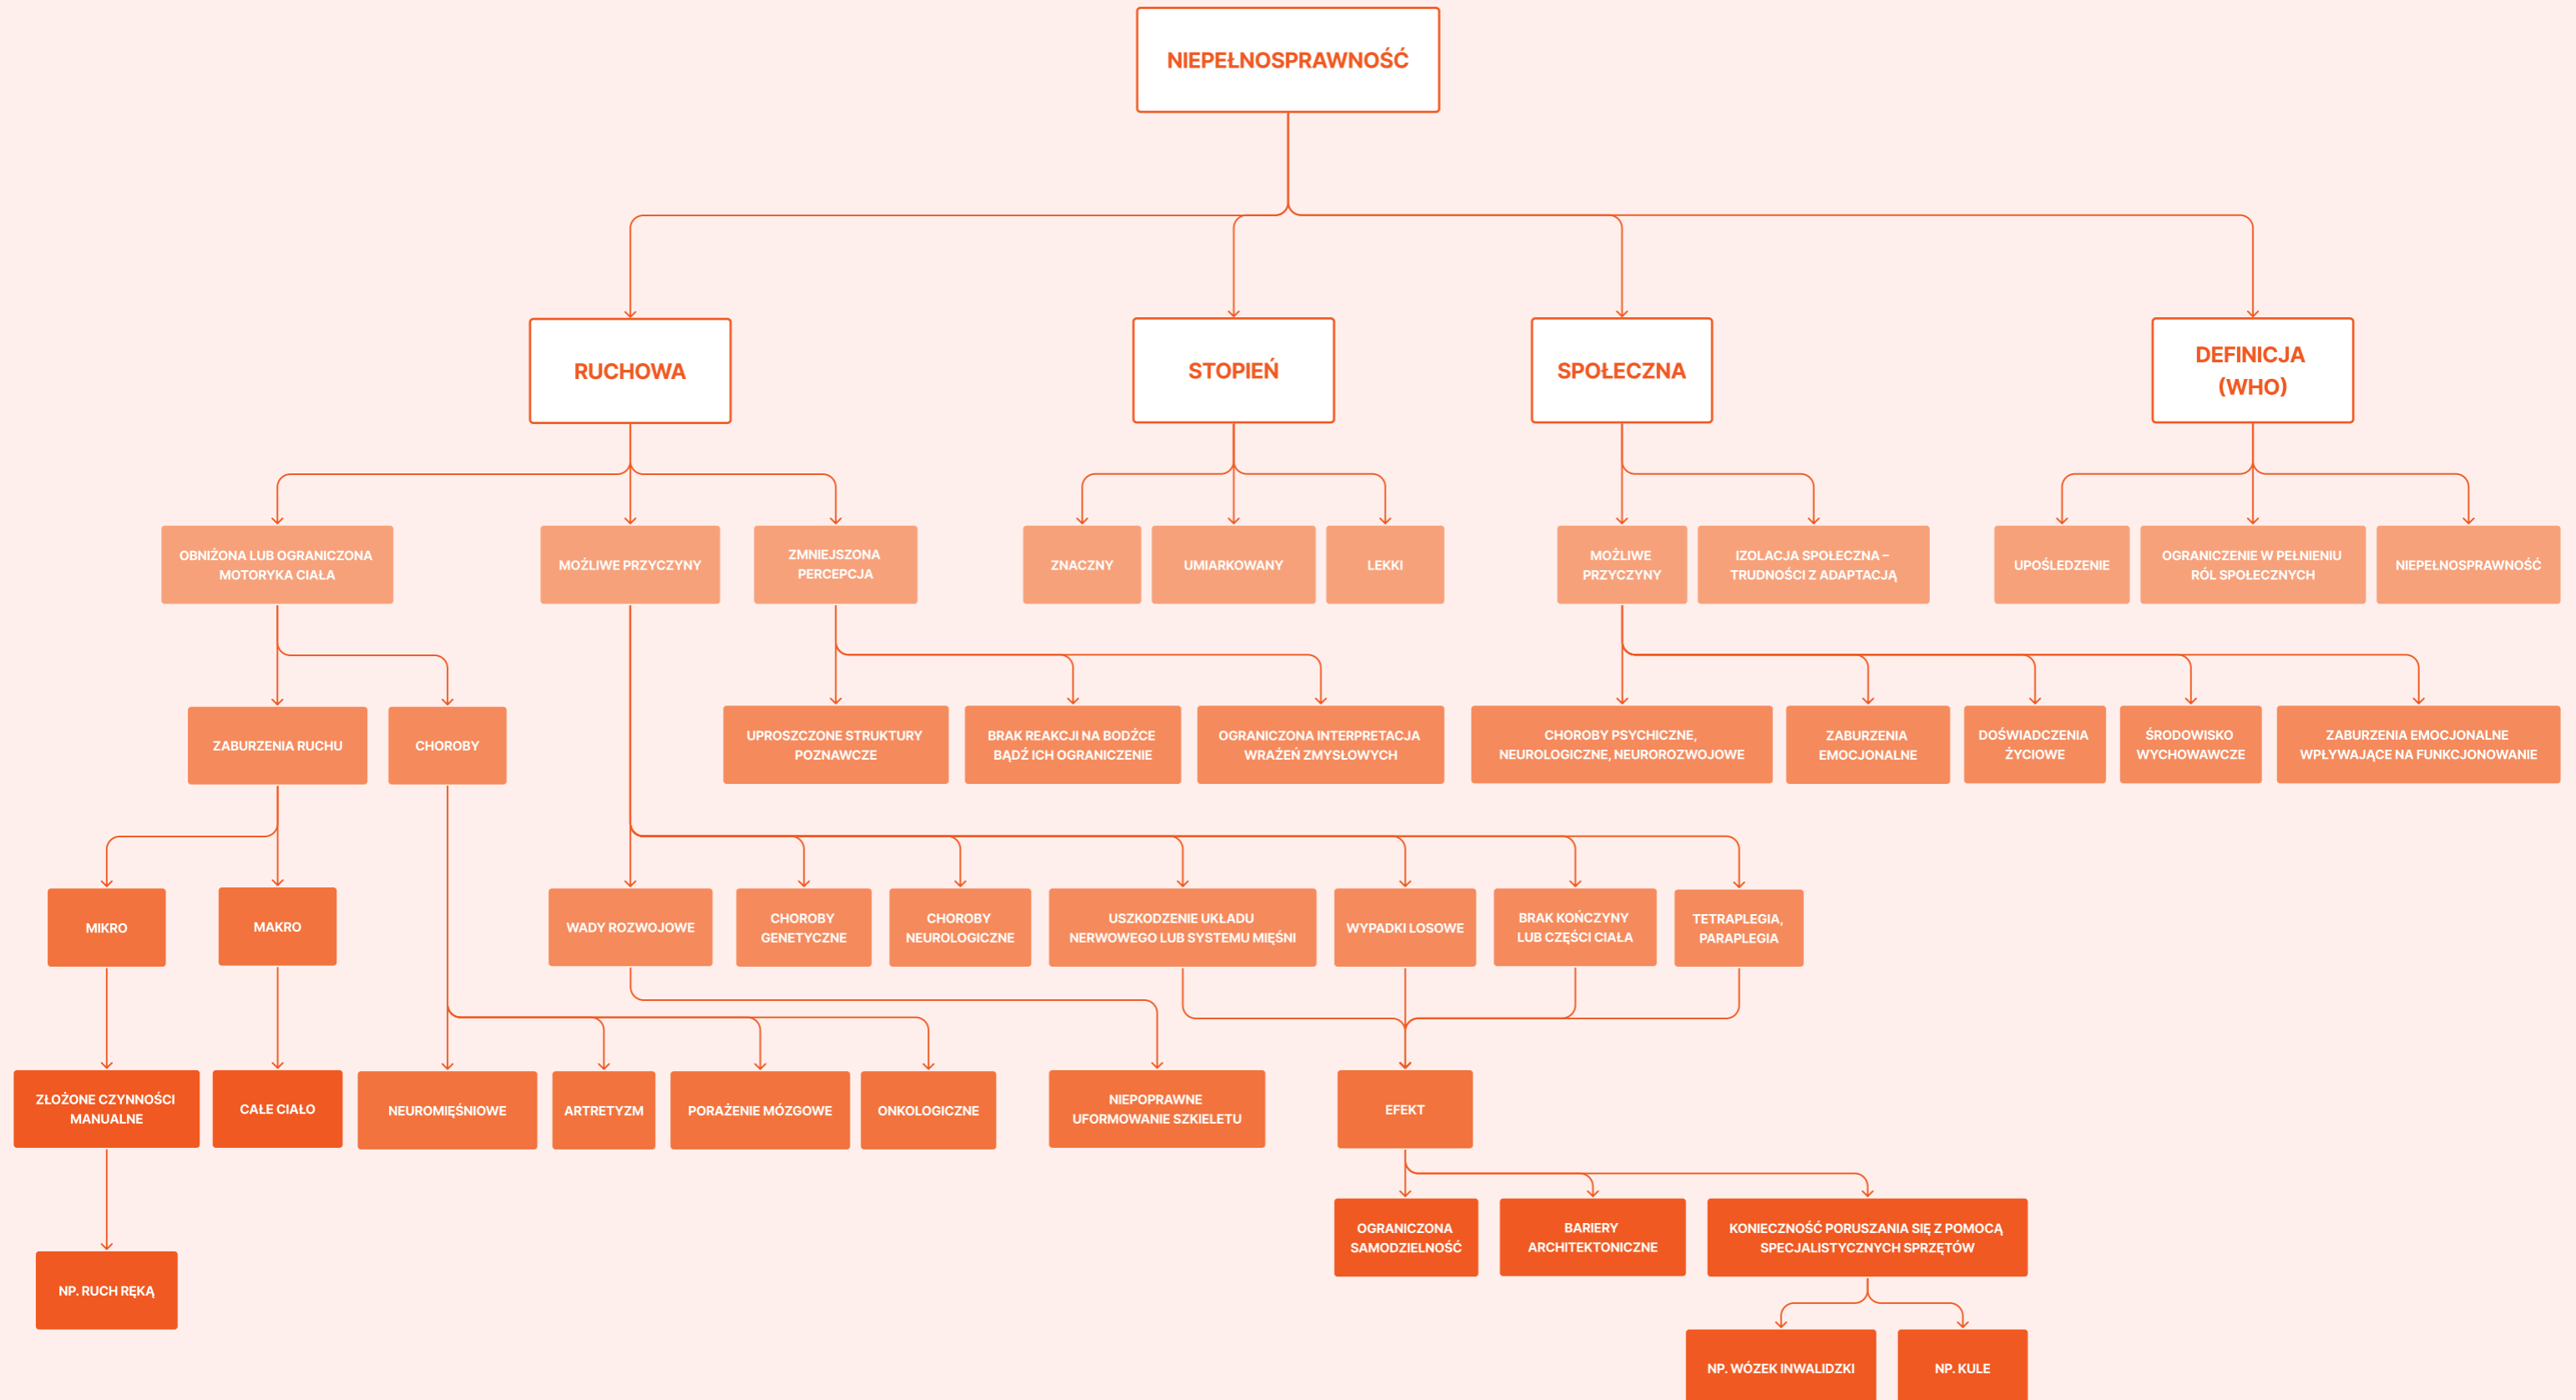 NIEPEŁNOSPRAWNOŚĆ
RUCHOWA
STOPIEŃ
SPOŁECZNA
DEFINICJA
(WHO)
OBNIŻONA LUB OGRANICZONA
MOTORYKA CIAŁA
MOŻLIWE PRZYCZYNY
ZMNIEJSZONA
PERCEPCJA
ZNACZNY
UMIARKOWANY
LEKKI
MOŻLIWE
PRZYCZYNY
IZOLACJA SPOŁECZNA –
TRUDNOŚCI Z ADAPTACJĄ
UPOŚLEDZENIE
OGRANICZENIE W PEŁNIENIU
RÓL SPOŁECZNYCH
NIEPEŁNOSPRAWNOŚĆ
ZABURZENIA RUCHU
CHOROBY
UPROSZCZONE STRUKTURY
POZNAWCZE
BRAK REAKCJI NA BODŹCE
BĄDŹ ICH OGRANICZENIE
OGRANICZONA INTERPRETACJA
WRAŻEŃ ZMYSŁOWYCH
CHOROBY PSYCHICZNE,
NEUROLOGICZNE, NEUROROZWOJOWE
ZABURZENIA
EMOCJONALNE
DOŚWIADCZENIA
ŻYCIOWE
ŚRODOWISKO
WYCHOWAWCZE
ZABURZENIA EMOCJONALNE
WPŁYWAJĄCE NA FUNKCJONOWANIE
MIKRO
MAKRO
WADY ROZWOJOWE
CHOROBY
GENETYCZNE
CHOROBY
NEUROLOGICZNE
USZKODZENIE UKŁADU
NERWOWEGO LUB SYSTEMU MIĘŚNI
WYPADKI LOSOWE
BRAK KOŃCZYNY
LUB CZĘŚCI CIAŁA
TETRAPLEGIA,
PARAPLEGIA
ZŁOŻONE CZYNNOŚCI
MANUALNE
CAŁE CIAŁO
NEUROMIĘŚNIOWE
ARTRETYZM
PORAŻENIE MÓZGOWE
ONKOLOGICZNE
NIEPOPRAWNE
UFORMOWANIE SZKIELETU
EFEKT
OGRANICZONA
SAMODZIELNOŚĆ
BARIERY
ARCHITEKTONICZNE
KONIECZNOŚĆ PORUSZANIA SIĘ Z POMOCĄ
SPECJALISTYCZNYCH SPRZĘTÓW
NP. RUCH RĘKĄ
NP. WÓZEK INWALIDZKI
NP. KULE